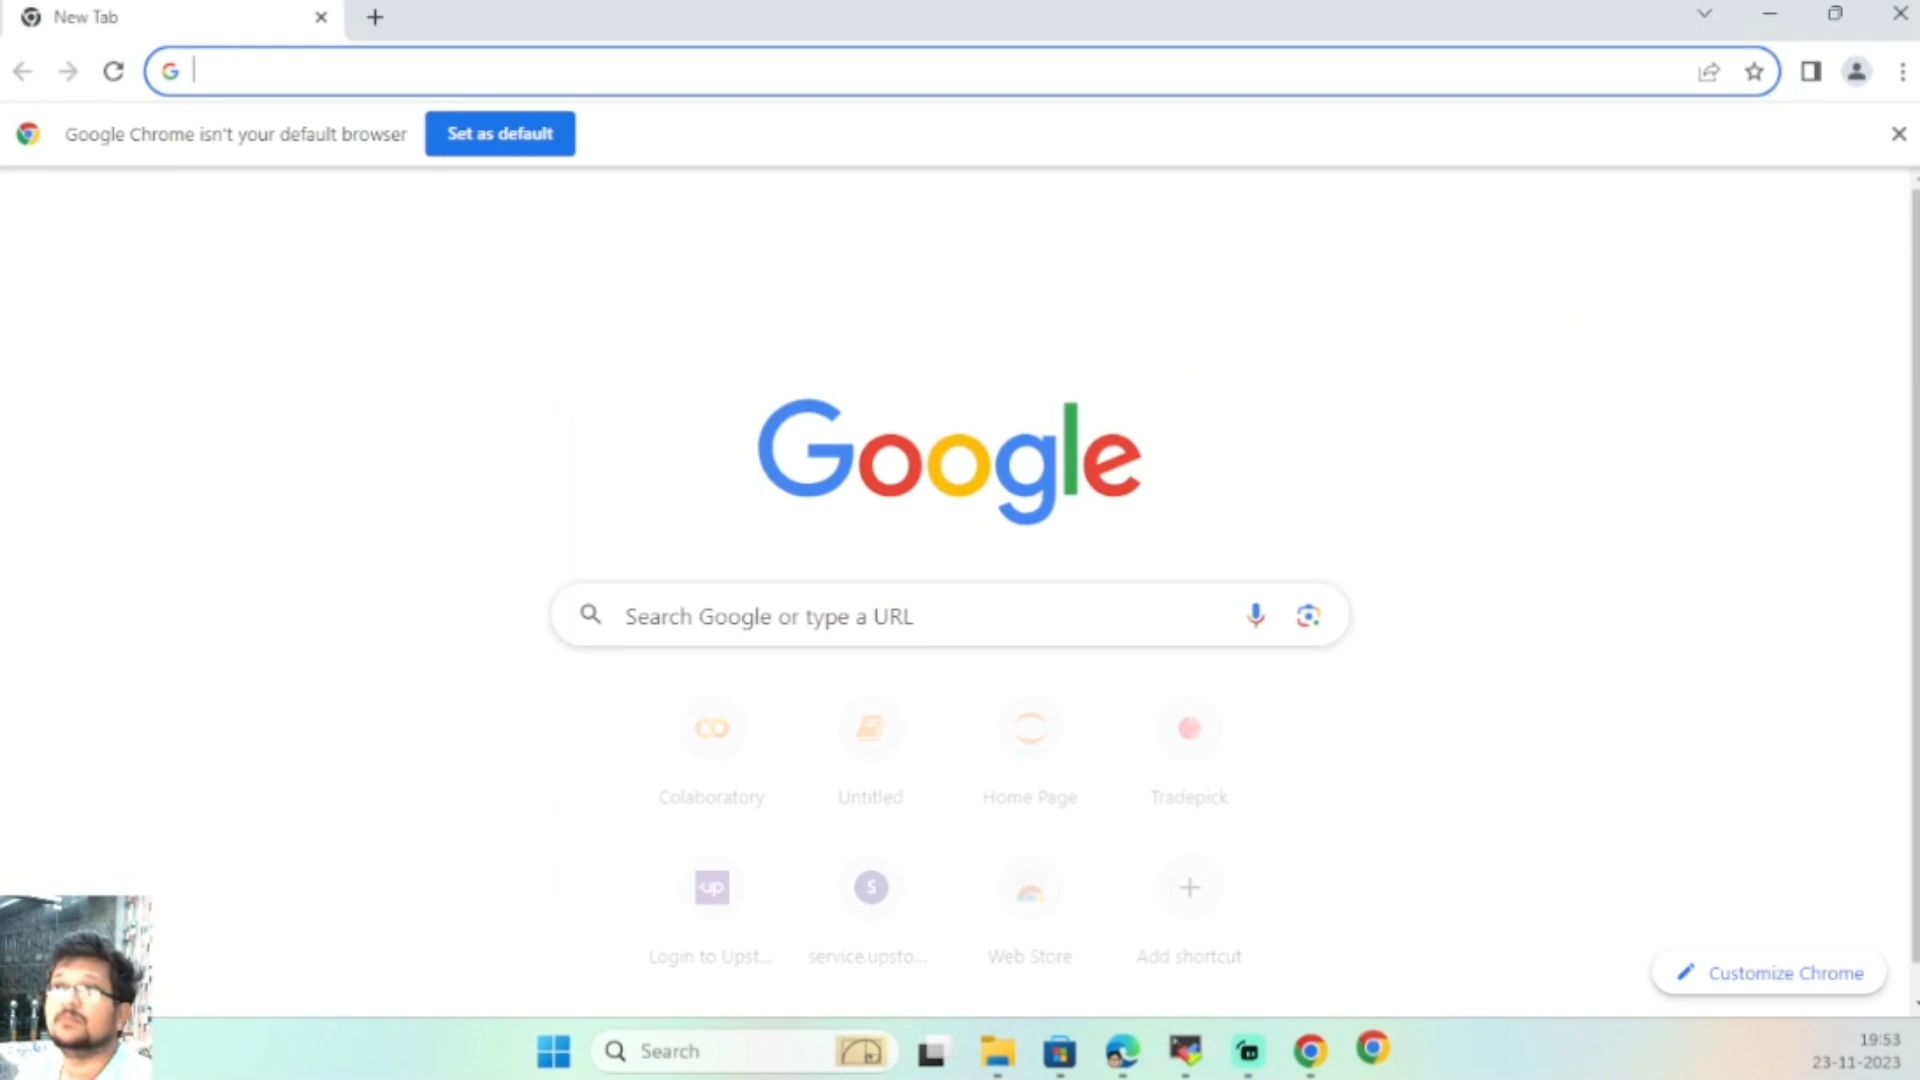 New Tab
Google Chrome isn't your default browser
Set as default
Google
Search Google or type a URL
Colaboratory
Untitled
Home Page
Tradepick
up
S
Login to Upst...
service.upsto...
Web Store
Add shortcut
Customize Chrome
Search
19:53
23-11-2023